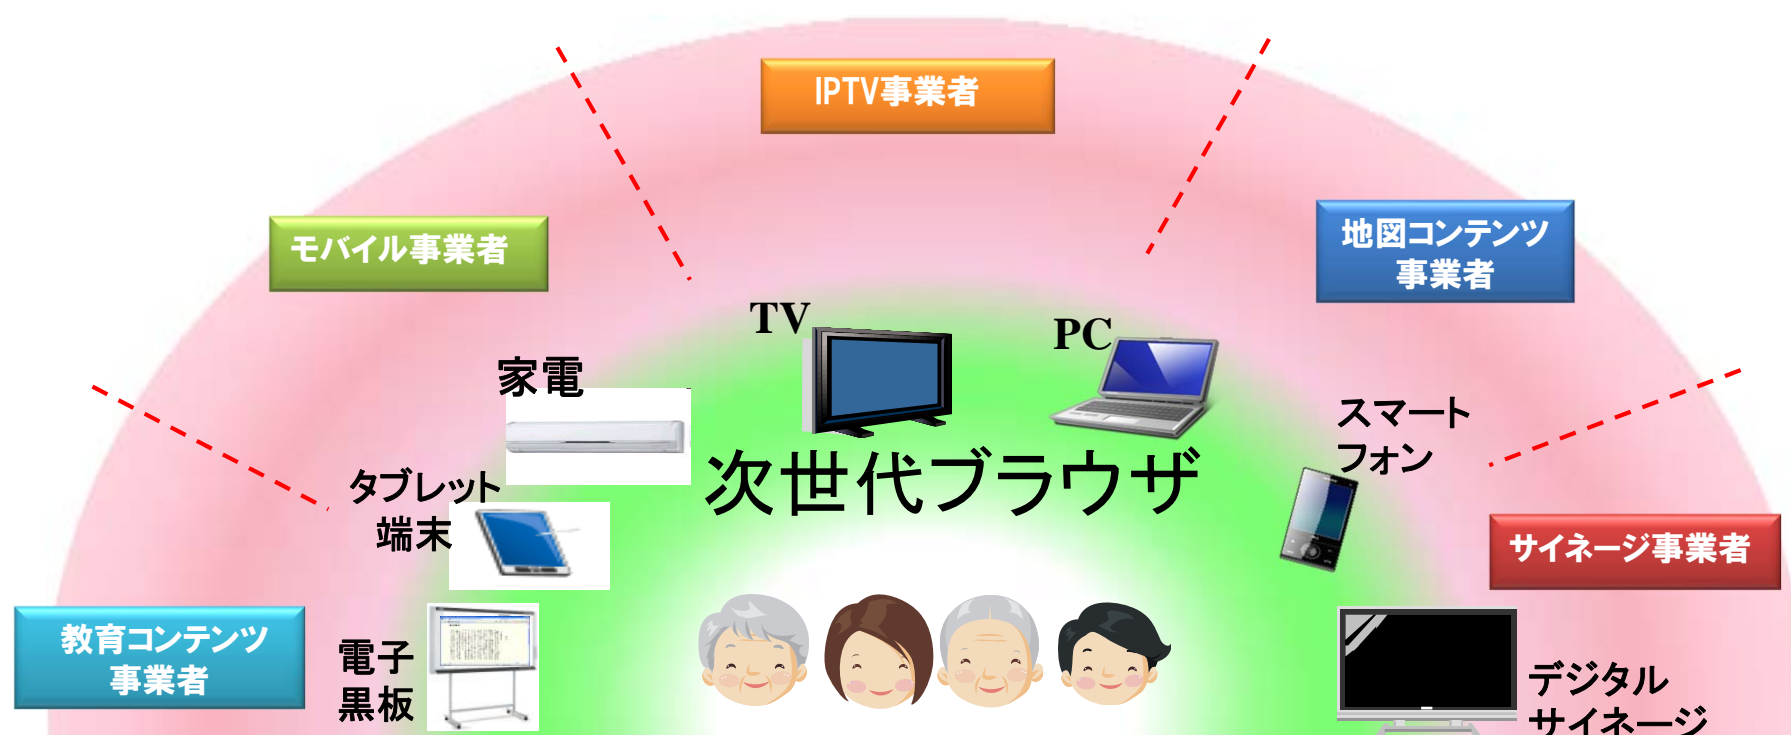 IPTV事業者
モバイル事業者
地図コンテンツ
事業者
TV
PC
家電
スマート
フォン
次世代ブラウザ
タブレット
端末
サイネージ事業者
教育コンテンツ
事業者
電子
黒板
デジタル
サイネージ